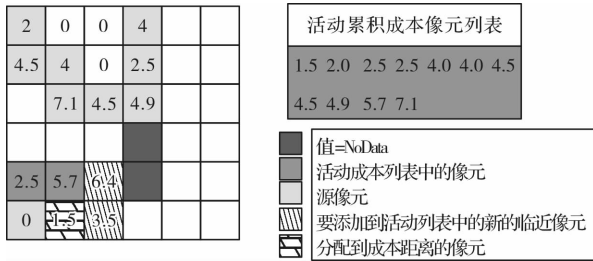 2 0 0 4
4.5 4 0 2.5
7.1 4.5 4.9
2.5 5.7 6.4
0 1.5 3.5
活动累积成本像元列表
1.5 2.0 2.5 2.5 4.0 4.0 4.5
4.5 4.9 5.7 7.1
值=NoData
活动成本列表中的像元
源像元
要添加到活动列表中的新的临近像元
分配到成本距离的像元